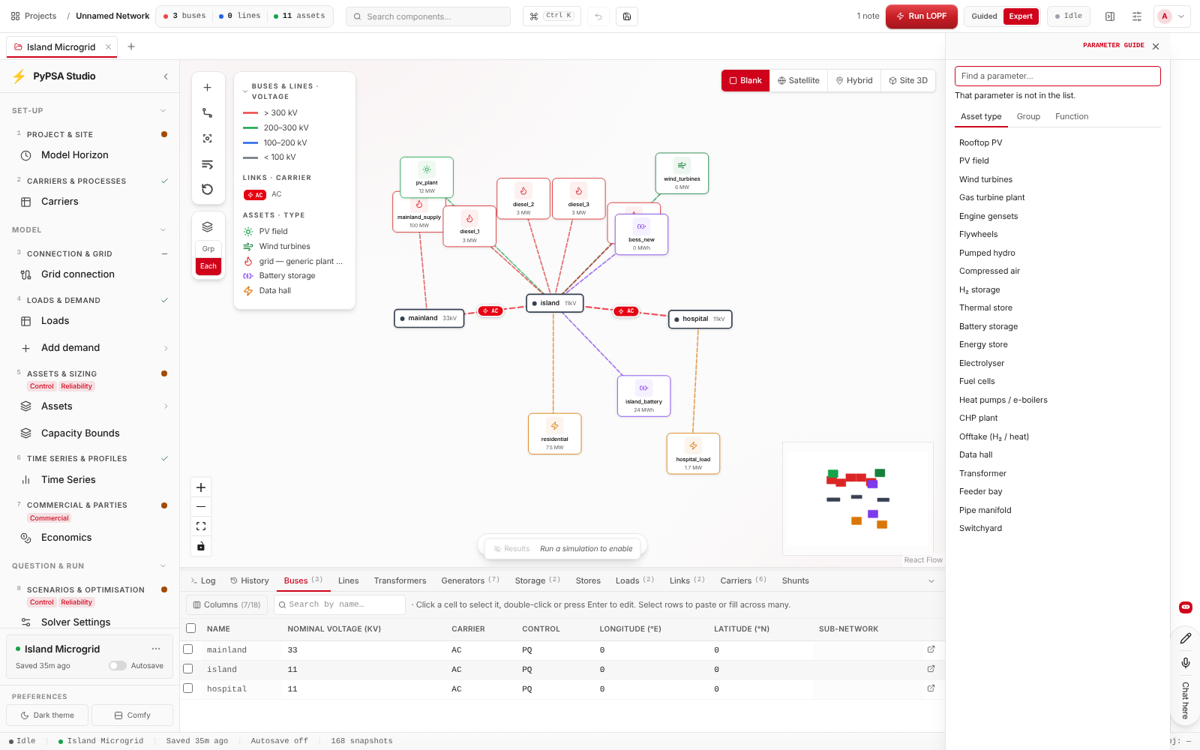 Projects / Unnamed Network
3 buses 0 lines 11 assets
Search components...
⌘ Ctrl K
1 note
Run LOPF
Guided Expert
Idle
A
Island Microgrid × +
PyPSA Studio
SET-UP
1 PROJECT & SITE
Model Horizon
2 CARRIERS & PROCESSES
Carriers
MODEL
3 CONNECTION & GRID
Grid connection
4 LOADS & DEMAND
Loads
Add demand
5 ASSETS & SIZING
Control Reliability
Assets
Capacity Bounds
6 TIME SERIES & PROFILES
Time Series
7 COMMERCIAL & PARTIES
Commercial
Economics
QUESTION & RUN
8 SCENARIOS & OPTIMISATION
Control Reliability
Solver Settings
Island Microgrid
Saved 35m ago Autosave
PREFERENCES
Dark theme Comfy
Grp
Each
BUSES & LINES · VOLTAGE
> 300 kV
200–300 kV
100–200 kV
< 100 kV
LINKS · CARRIER
AC AC
ASSETS · TYPE
PV field
Wind turbines
grid — generic plant ...
Battery storage
Data hall
Blank Satellite Hybrid Site 3D
pv_plant
12 MW
wind_turbines
6 MW
mainland_supply
100 MW
diesel_1
3 MW
diesel_2
3 MW
diesel_3
3 MW
bess_new
0 MWh
mainland 33kV
AC
island 11kV
AC
hospital 11kV
island_battery
24 MWh
residential
7.5 MW
hospital_load
1.7 MW
Results Run a simulation to enable
React Flow
Log History Buses (3) Lines Transformers Generators (7) Storage (2) Stores Loads (2) Links (2) Carriers (6) Shunts
Columns (7/18) Search by name… · Click a cell to select it, double-click or press Enter to edit. Select rows to paste or fill across many.
NAME NOMINAL VOLTAGE (KV) CARRIER CONTROL LONGITUDE (°E) LATITUDE (°N) SUB-NETWORK
mainland 33 AC PQ 0 0
island 11 AC PQ 0 0
hospital 11 AC PQ 0 0
PARAMETER GUIDE ×
Find a parameter...
That parameter is not in the list.
Asset type Group Function
Rooftop PV
PV field
Wind turbines
Gas turbine plant
Engine gensets
Flywheels
Pumped hydro
Compressed air
H₂ storage
Thermal store
Battery storage
Energy store
Electrolyser
Fuel cells
Heat pumps / e-boilers
CHP plant
Offtake (H₂ / heat)
Data hall
Transformer
Feeder bay
Pipe manifold
Switchyard
Chat here
Idle Island Microgrid Saved 35m ago Autosave off 168 snapshots